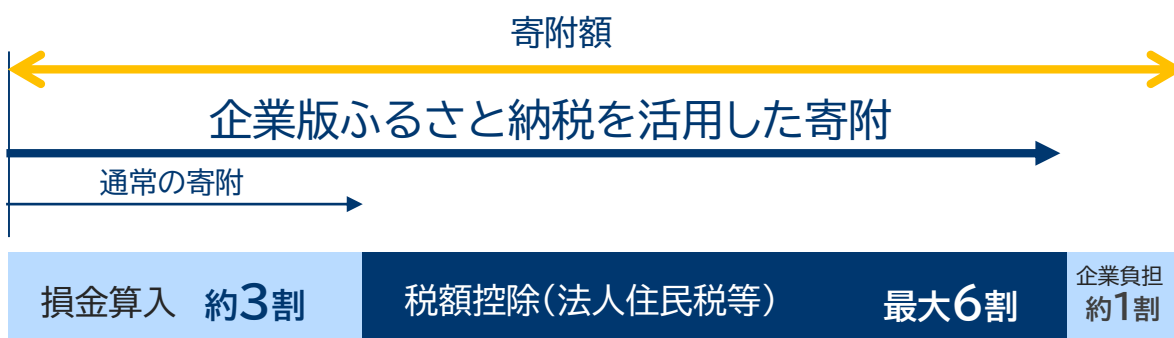 寄附額
企業版ふるさと納税を活用した寄附
通常の寄附
損金算入 約3割
税額控除(法人住民税等) 最大6割
企業負担
約1割